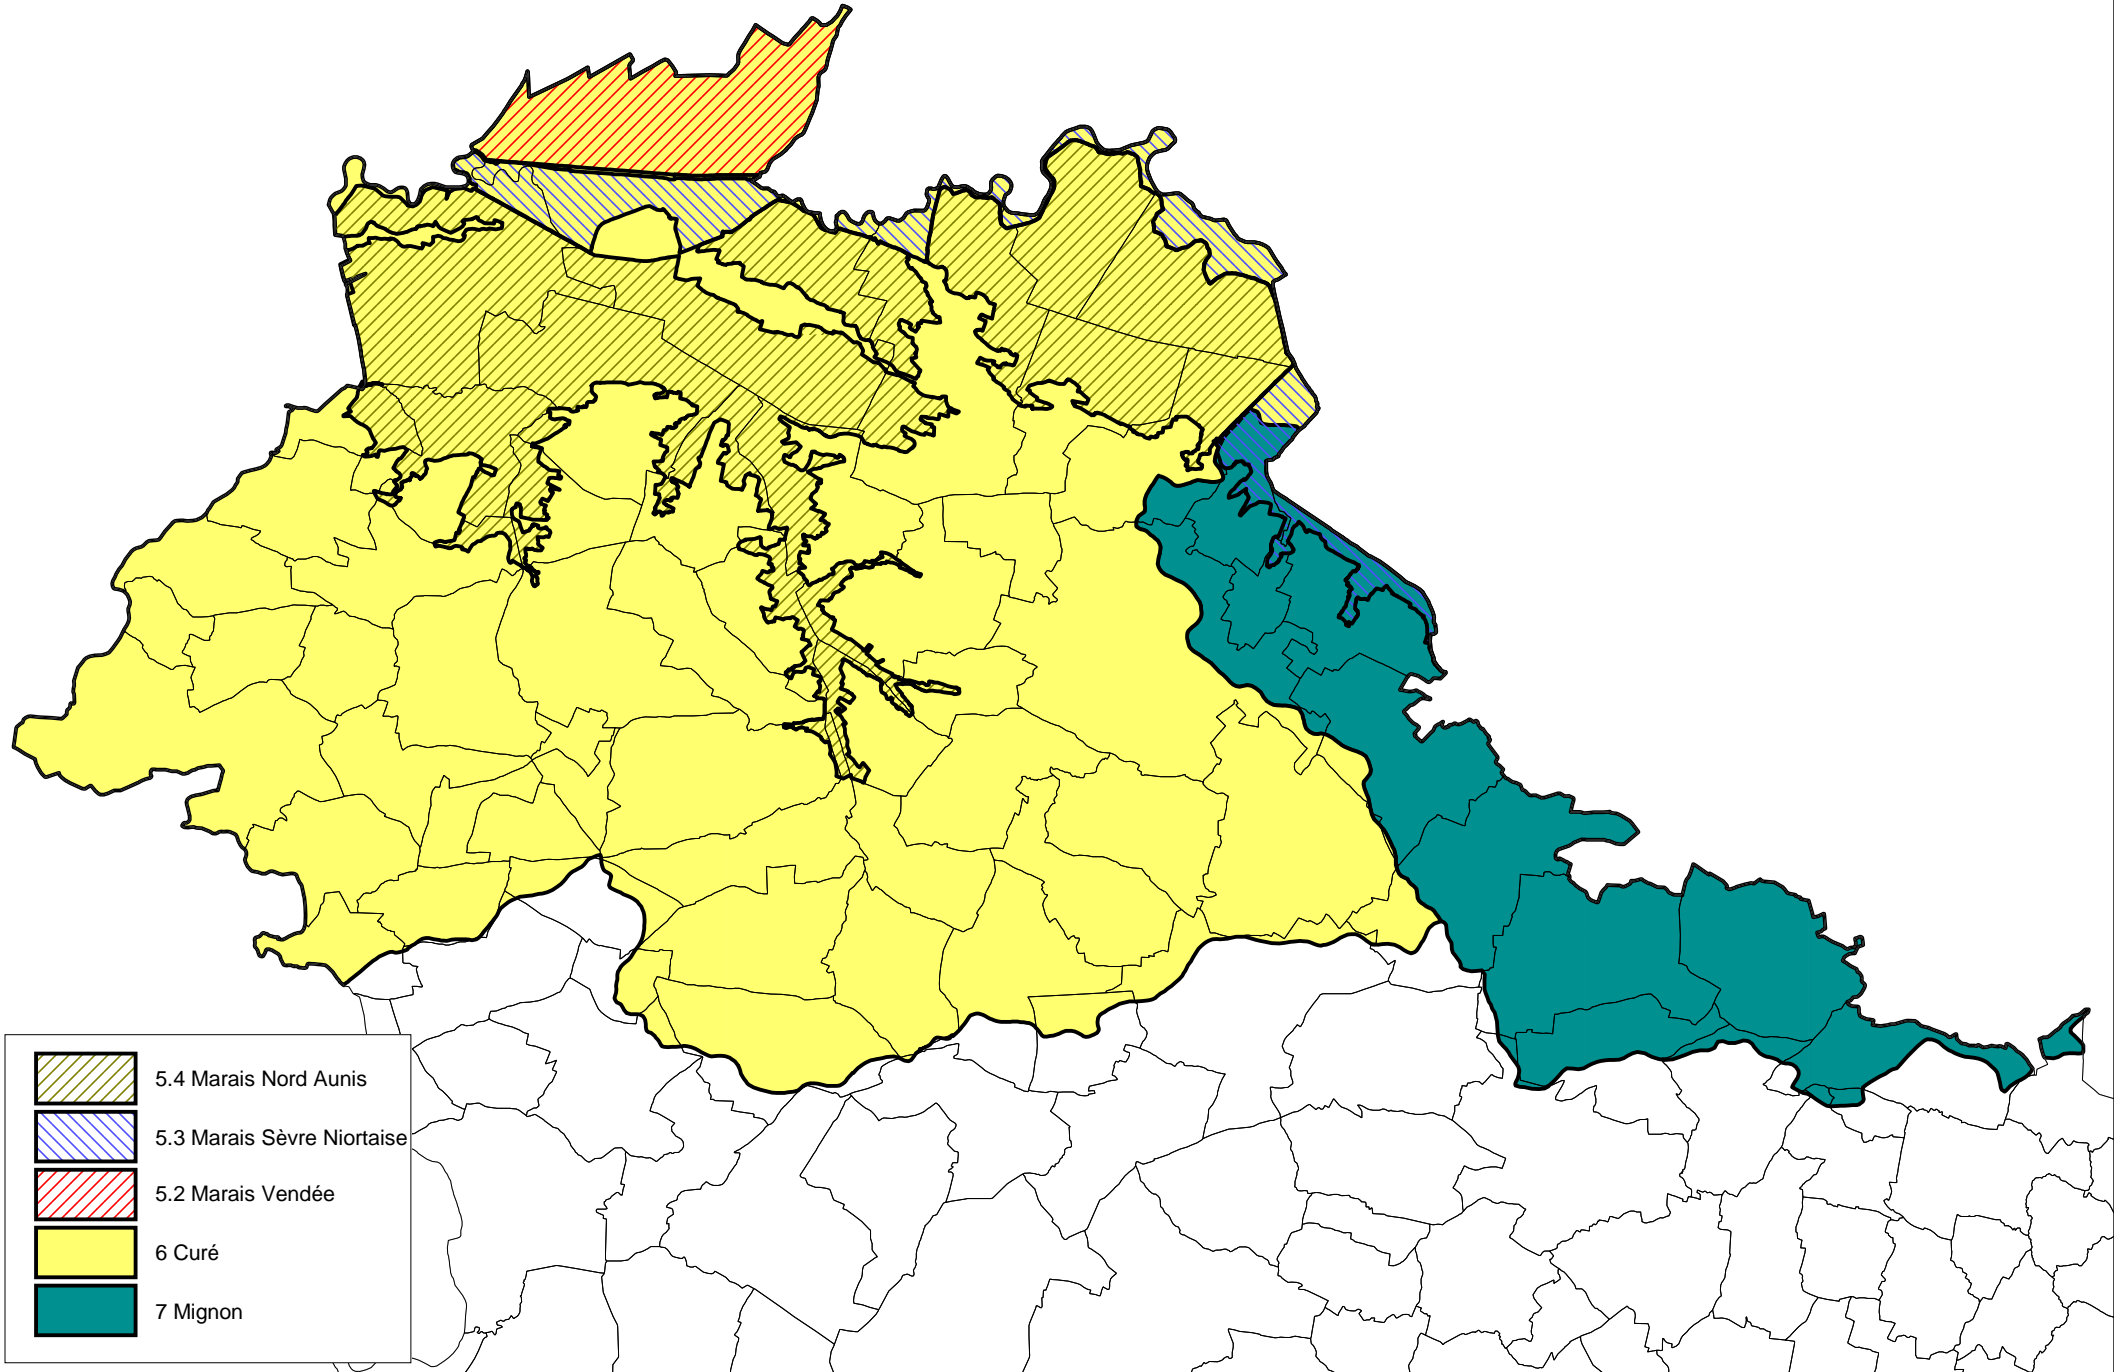 5.4 Marais Nord Aunis
5.3 Marais Sèvre Niortaise
5.2 Marais Vendée
6 Curé
7 Mignon